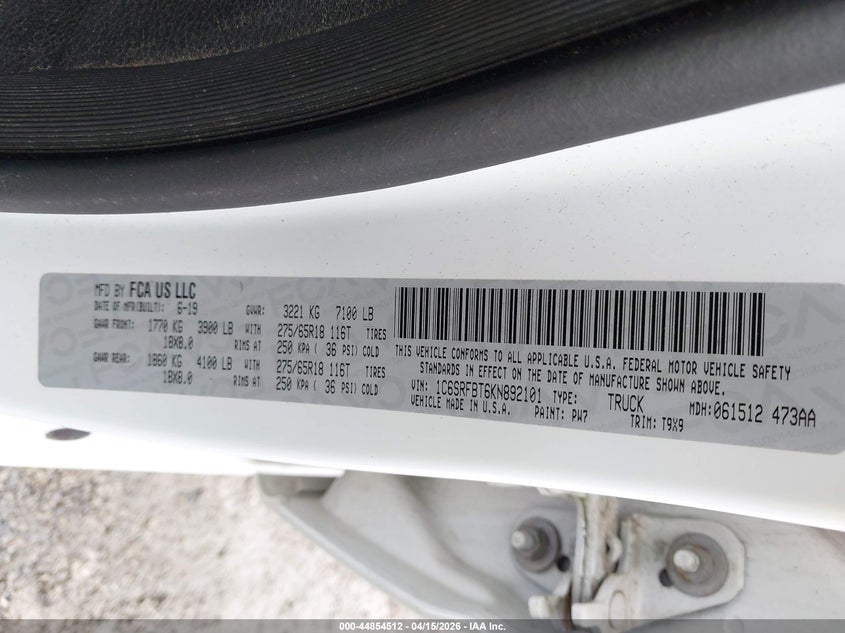 MFD BY FCA US LLC
DATE OF MFR(BUILT): 6-19 GVWR: 3221 KG 7100 LB
GAWR FRONT: 1770 KG 3900 LB WITH 275/65R18 116T TIRES
18X8.0 RIMS AT 250 KPA ( 36 PSI) COLD
GAWR REAR: 1860 KG 4100 LB WITH 275/65R18 116T TIRES
18X8.0 RIMS AT 250 KPA ( 36 PSI) COLD
THIS VEHICLE CONFORMS TO ALL APPLICABLE U.S.A. FEDERAL MOTOR VEHICLE SAFETY
STANDARDS IN EFFECT ON THE DATE OF MANUFACTURE SHOWN ABOVE.
VIN: 1C6SRFBT6KN892101 TYPE: TRUCK MDH:061512 473AA
VEHICLE MADE IN U.S.A. PAINT: PW7 TRIM: T9X9
000-44854512 - 04/15/2026 - IAA Inc.